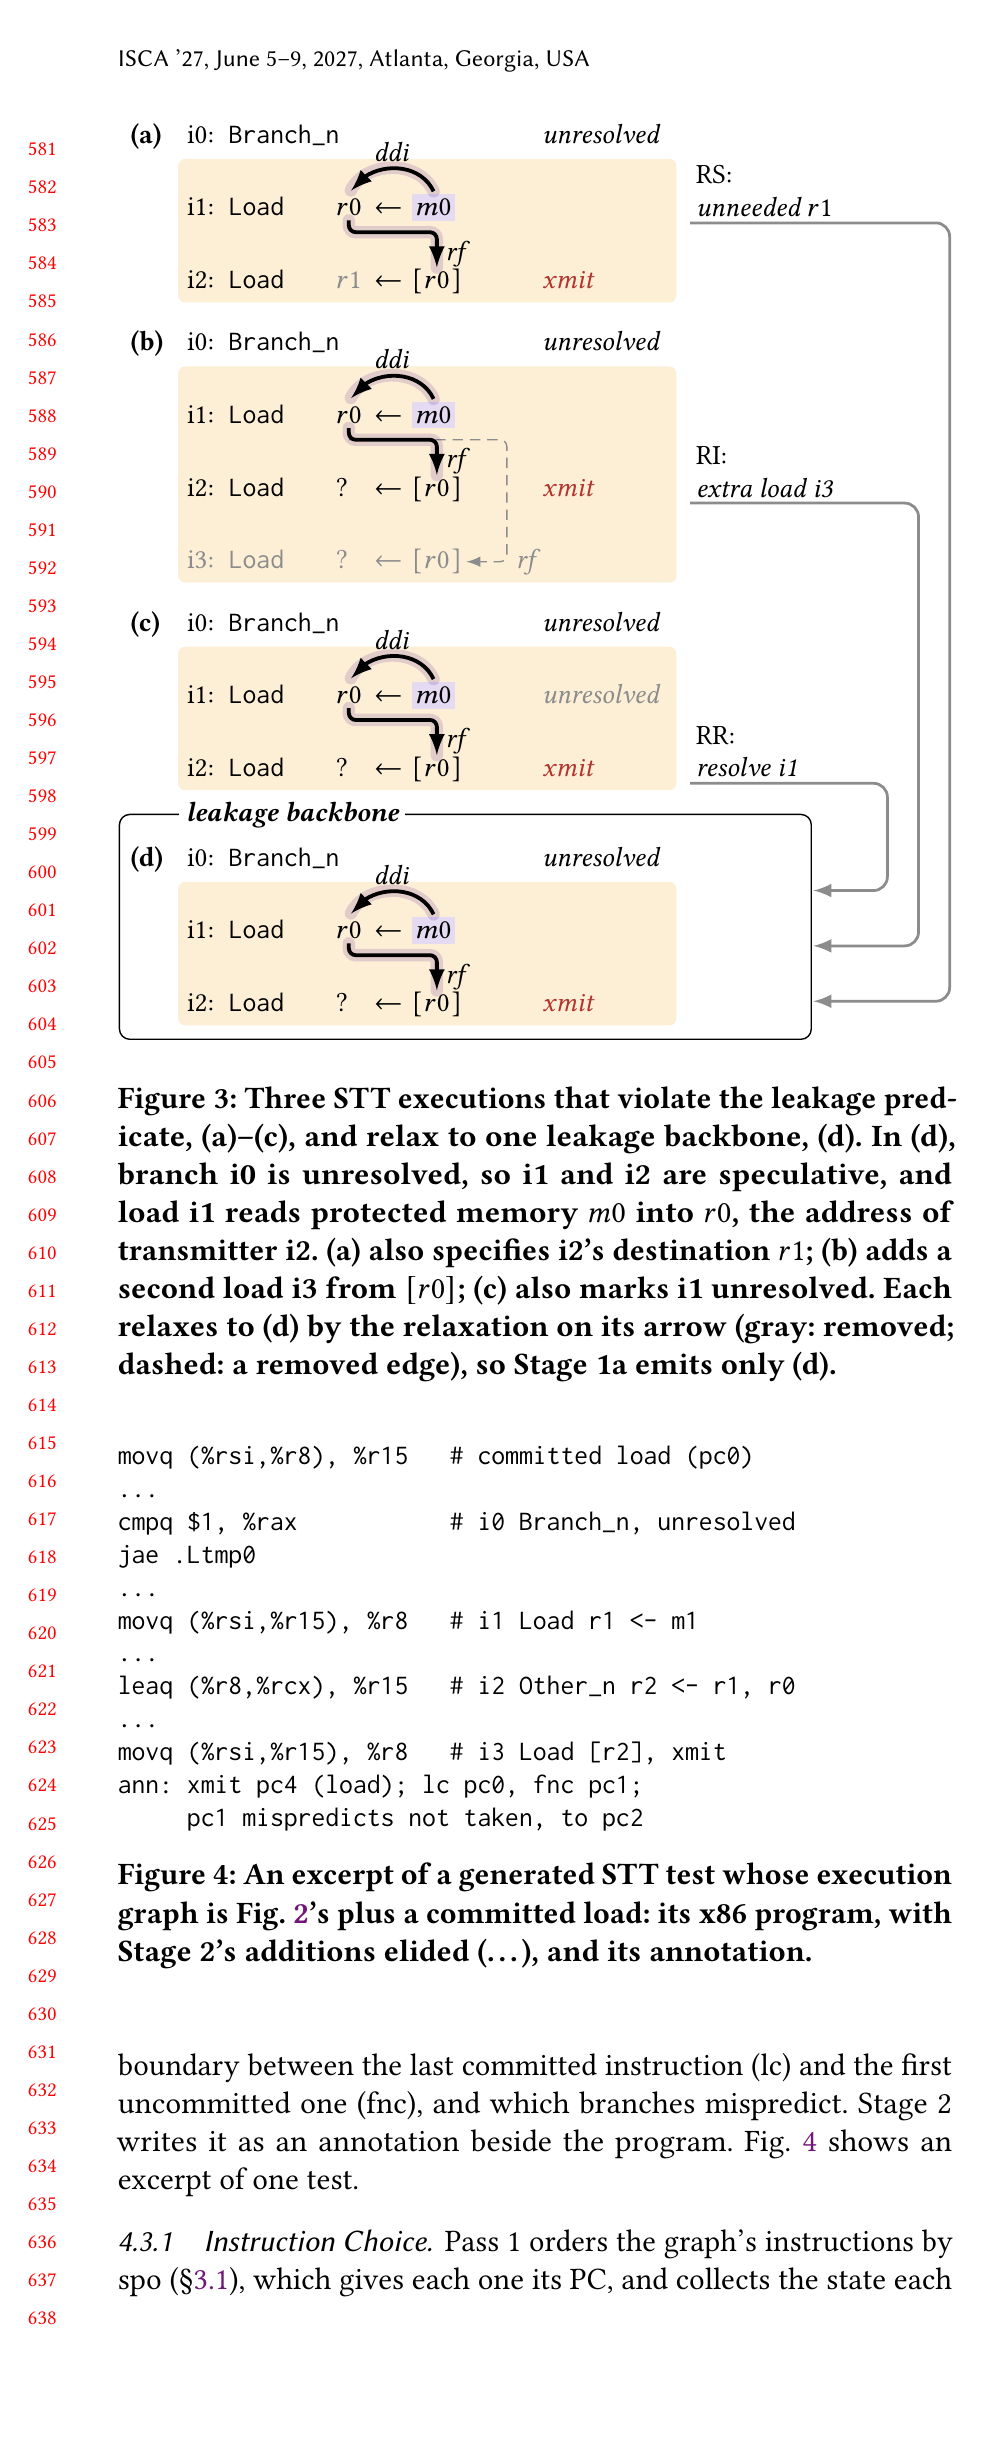 ISCA ’27, June 5–9, 2027, Atlanta, Georgia, USA
(a) i0: Branch_n unresolved
581
ddi
582
RS:
i1: Load r0 ← m0 unneeded r1
583
584
rf
i2: Load r1 ← [r0] xmit
585
586
(b) i0: Branch_n unresolved
587
ddi
588
i1: Load r0 ← m0
589
rf
RI:
590
i2: Load ? ← [r0] xmit extra load i3
591
592
i3: Load ? ← [r0] rf
593
(c) i0: Branch_n unresolved
594
ddi
595
i1: Load r0 ← m0 unresolved
596
rf
RR:
597
i2: Load ? ← [r0] xmit resolve i1
598
leakage backbone
599
600
(d) i0: Branch_n unresolved
ddi
601
i1: Load r0 ← m0
602
rf
603
i2: Load ? ← [r0] xmit
604
605
606 Figure 3: Three STT executions that violate the leakage pred-
607 icate, (a)–(c), and relax to one leakage backbone, (d). In (d),
608 branch i0 is unresolved, so i1 and i2 are speculative, and
609 load i1 reads protected memory m0 into r0, the address of
610 transmitter i2. (a) also specifies i2’s destination r1; (b) adds a
611 second load i3 from [r0]; (c) also marks i1 unresolved. Each
612 relaxes to (d) by the relaxation on its arrow (gray: removed;
613 dashed: a removed edge), so Stage 1a emits only (d).
614
615
movq (%rsi,%r8), %r15 # committed load (pc0)
616
...
617
cmpq $1, %rax # i0 Branch_n, unresolved
618
jae .Ltmp0
619
...
620
movq (%rsi,%r15), %r8 # i1 Load r1 <- m1
621
...
leaq (%r8,%rcx), %r15 # i2 Other_n r2 <- r1, r0
622
...
623
movq (%rsi,%r15), %r8 # i3 Load [r2], xmit
624
ann: xmit pc4 (load); lc pc0, fnc pc1;
625
pc1 mispredicts not taken, to pc2
626
627 Figure 4: An excerpt of a generated STT test whose execution
628 graph is Fig. 2’s plus a committed load: its x86 program, with
629 Stage 2’s additions elided (…), and its annotation.
630
631
632 boundary between the last committed instruction (lc) and the first
633 uncommitted one (fnc), and which branches mispredict. Stage 2
634 writes it as an annotation beside the program. Fig. 4 shows an
635 excerpt of one test.
636 4.3.1 Instruction Choice. Pass 1 orders the graph’s instructions by
637 spo (§3.1), which gives each one its PC, and collects the state each
638